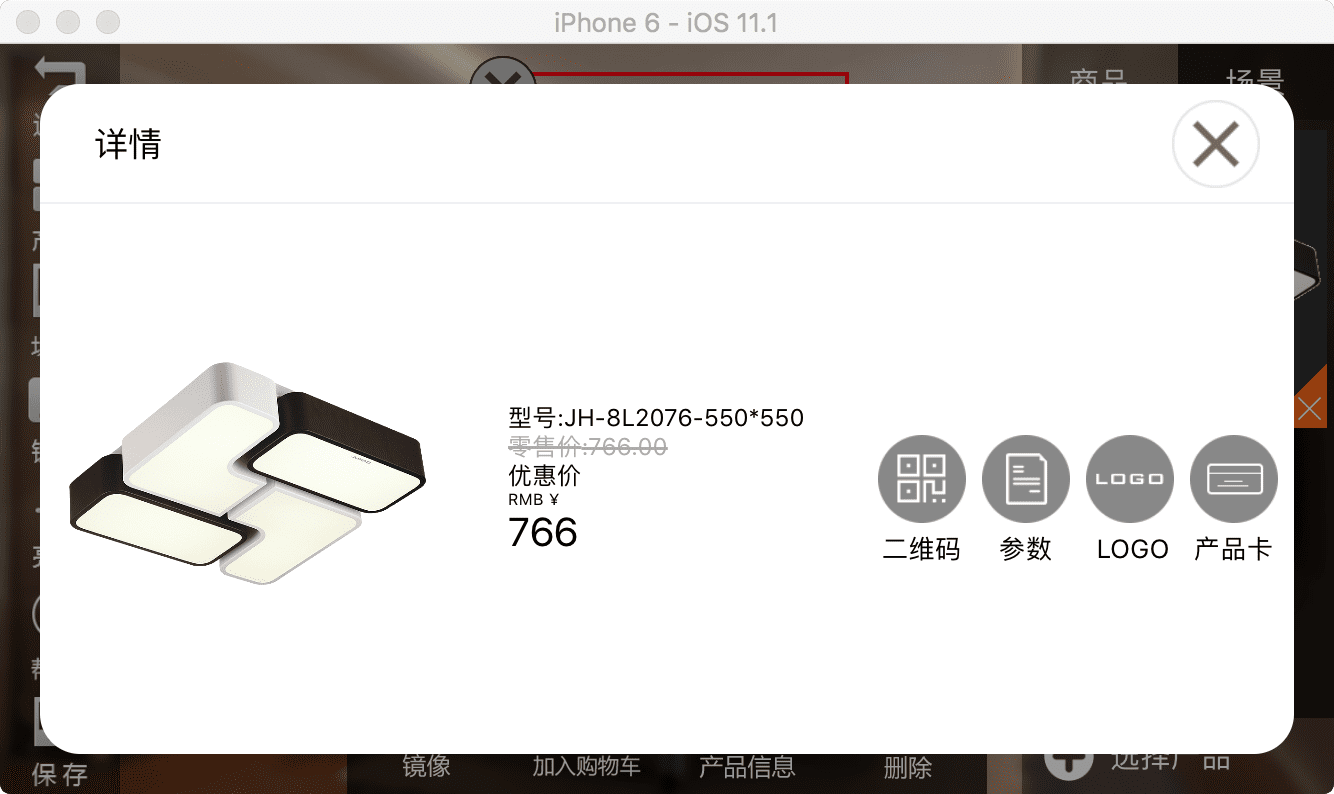 iPhone 6 - iOS 11.1
商品
场景
详情
型号:JH-8L2076-550*550
零售价:766.00
优惠价
RMB ¥
766
LOGO
二维码
参数
LOGO
产品卡
保存
镜像
加入购物车
产品信息
删除
选择产品